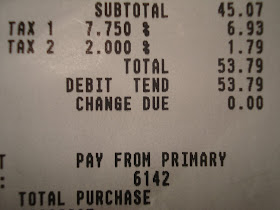 SUBTOTAL 45.07
TAX 1 7.750 % 6.93
TAX 2 2.000 % 1.79
TOTAL 53.79
DEBIT TEND 53.79
CHANGE DUE 0.00
PAY FROM PRIMARY
: 6142
TOTAL PURCHASE